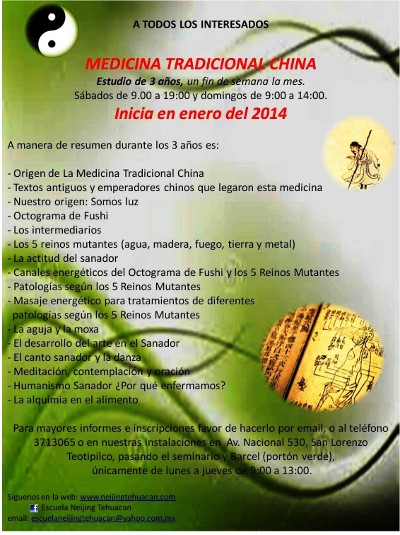 A TODOS LOS INTERESADOS
MEDICINA TRADICIONAL CHINA
Estudio de 3 años, un fin de semana la mes.
Sábados de 9.00 a 19:00 y domingos de 9:00 a 14:00.
Inicia en enero del 2014
A manera de resumen durante los 3 años es:
- Origen de La Medicina Tradicional China
- Textos antiguos y emperadores chinos que legaron esta medicina
- Nuestro origen: Somos luz
- Octograma de Fushi
- Los intermediarios
- Los 5 reinos mutantes (agua, madera, fuego, tierra y metal)
- La actitud del sanador
- Canales energéticos del Octograma de Fushi y los 5 Reinos Mutantes
- Patologías según los 5 Reinos Mutantes
- Masaje energético para tratamientos de diferentes
patologías según los 5 Reinos Mutantes
- La aguja y la moxa
- El desarrollo del arte en el Sanador
- El canto sanador y la danza
- Meditación, contemplación y oración
- Humanismo Sanador ¿Por qué enfermamos?
- La alquimia en el alimento
Para mayores informes e inscripciones favor de hacerlo por email, o al teléfono
3713065 o en nuestras instalaciones en Av. Nacional 530, San Lorenzo
Teotipilco, pasando el seminario y Barcel (portón verde),
únicamente de lunes a jueves de 9:00 a 13:00.
Síguenos en la web: www.neijingtehuacan.com
f Escuela Neijing Tehuacan
email: escuelaneijingtehuacan@yahoo.com.mx